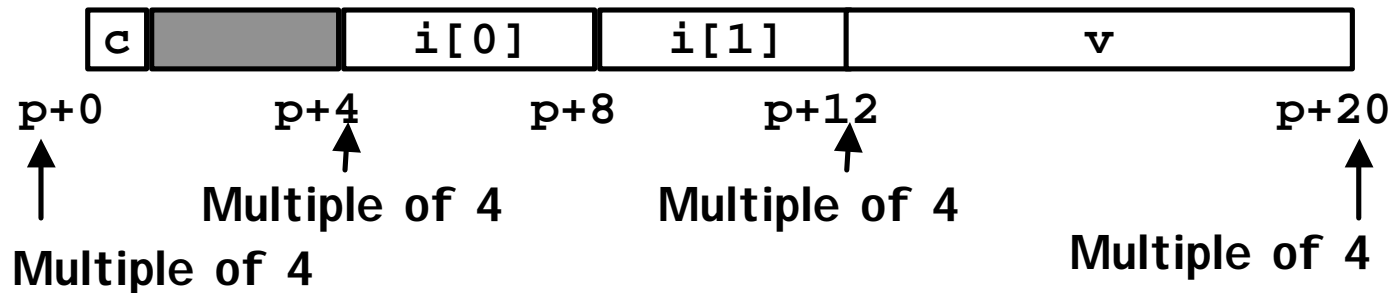 c i[0] i[1] v
p+0 p+4 p+8 p+12 p+20
Multiple of 4 Multiple of 4
Multiple of 4 Multiple of 4